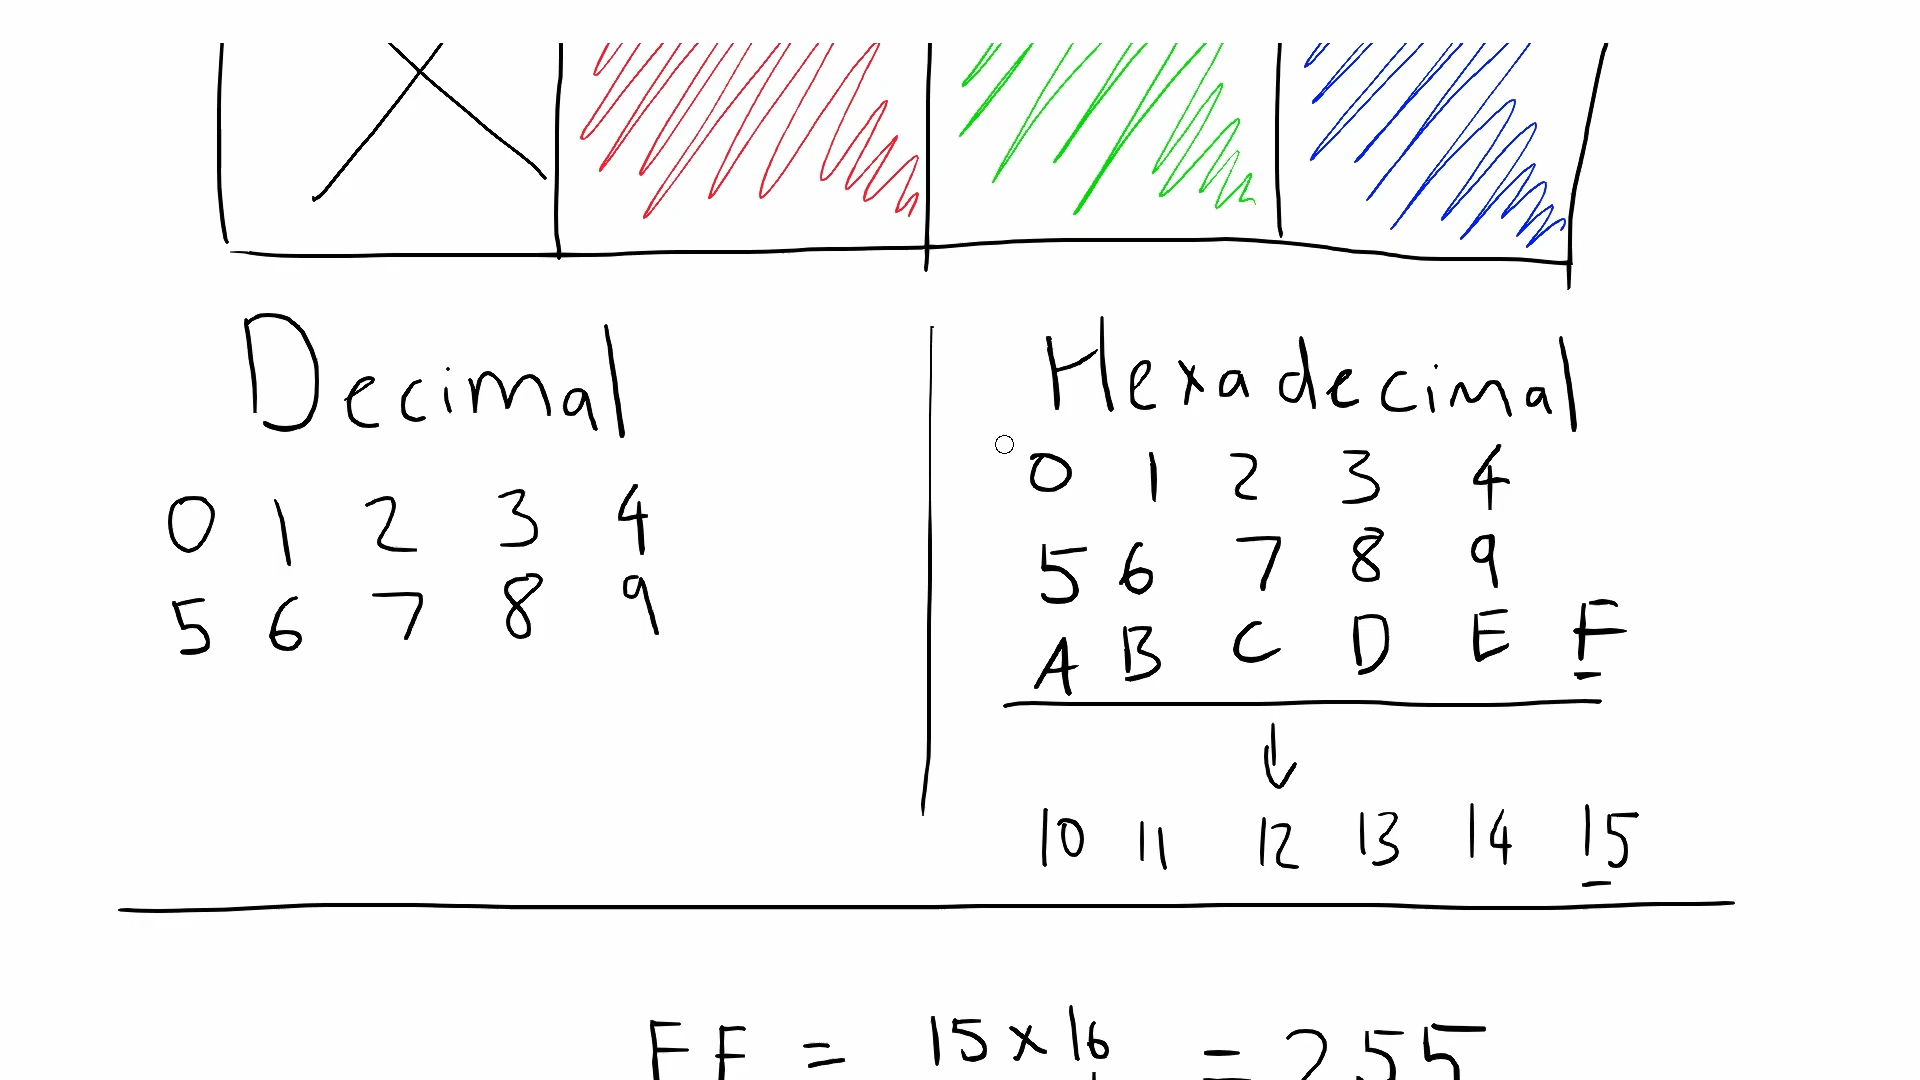 Decimal
0 1 2 3 4
5 6 7 8 9
Hexadecimal
0 1 2 3 4
5 6 7 8 9
A B C D E F
↓
10 11 12 13 14 15
FF = 15 x 16 = 255